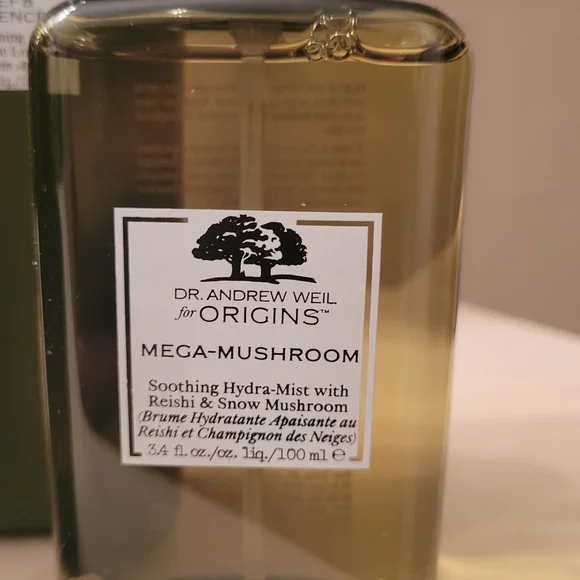 DR. ANDREW WEIL
for ORIGINS™
MEGA-MUSHROOM
Soothing Hydra-Mist with
Reishi & Snow Mushroom
(Brume Hydratante Apaisante au
Reishi et Champignon des Neiges)
3.4 fl. oz./oz. liq./100 ml ℮